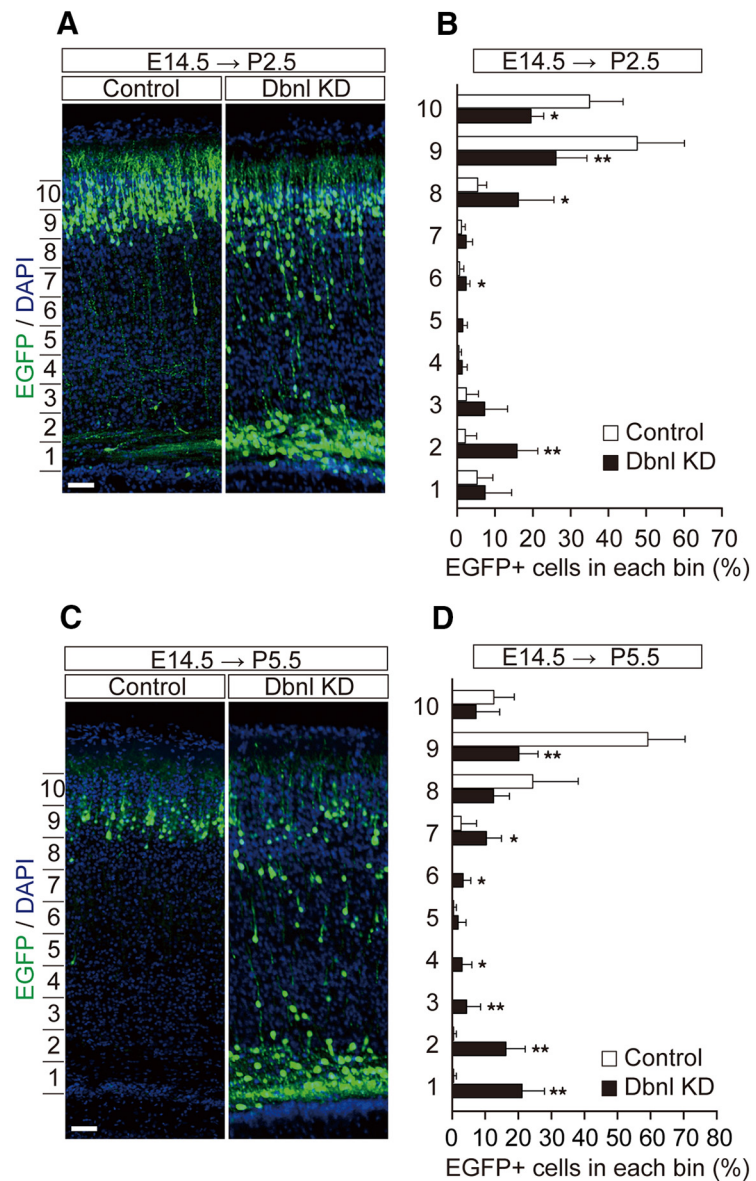 A
E14.5 → P2.5
Control Dbnl KD
EGFP / DAPI
10
9
8
7
6
5
4
3
2
1
B
E14.5 → P2.5
10
*
9
**
8
*
7
6
*
5
4
3
2
**
1
Control
Dbnl KD
0 10 20 30 40 50 60 70
EGFP+ cells in each bin (%)
C
E14.5 → P5.5
Control Dbnl KD
EGFP / DAPI
10
9
8
7
6
5
4
3
2
1
D
E14.5 → P5.5
10
9
**
8
7
*
6
*
5
4
*
3
**
2
**
1
**
Control
Dbnl KD
0 10 20 30 40 50 60 70 80
EGFP+ cells in each bin (%)